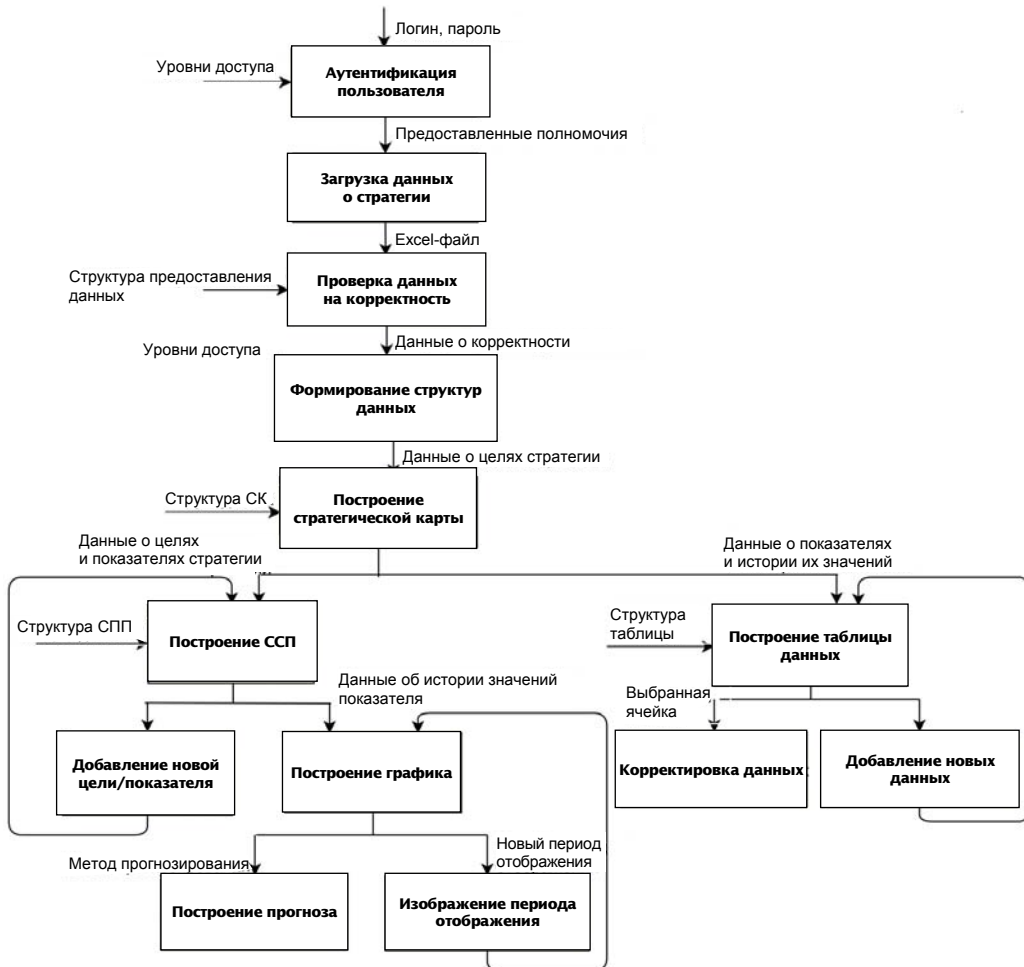 Логин, пароль
Уровни доступа
Аутентификация
пользователя
Предоставленные полномочия
Загрузка данных
о стратегии
Excel-файл
Структура предоставления
данных
Проверка данных
на корректность
Уровни доступа
Данные о корректности
Формирование структур
данных
Данные о целях стратегии
Структура СК
Построение
стратегической карты
Данные о целях
и показателях стратегии
Данные о показателях
и истории их значений
Структура СПП
Построение ССП
Структура
таблицы
Построение таблицы
данных
Данные об истории значений
показателя
Выбранная
ячейка
Добавление новой
цели/показателя
Построение графика
Корректировка данных
Добавление новых
данных
Метод прогнозирования
Новый период
отображения
Построение прогноза
Изображение периода
отображения